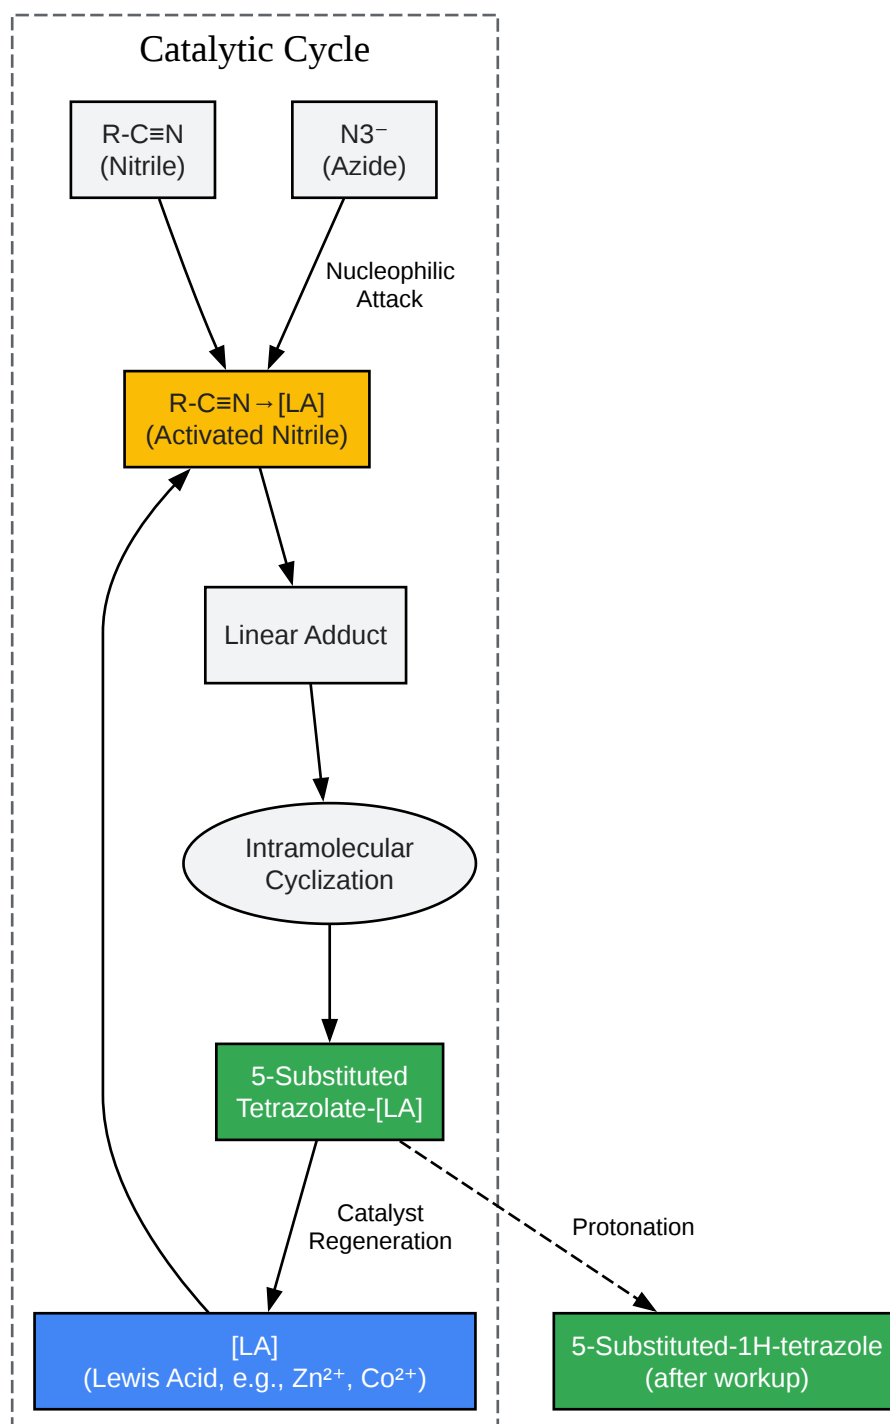 Catalytic Cycle
R-C≡N
(Nitrile)
N3⁻
(Azide)
Nucleophilic
Attack
R-C≡N→[LA]
(Activated Nitrile)
Linear Adduct
Intramolecular
Cyclization
5-Substituted
Tetrazolate-[LA]
Catalyst
Regeneration
Protonation
[LA]
(Lewis Acid, e.g., Zn²⁺, Co²⁺)
5-Substituted-1H-tetrazole
(after workup)